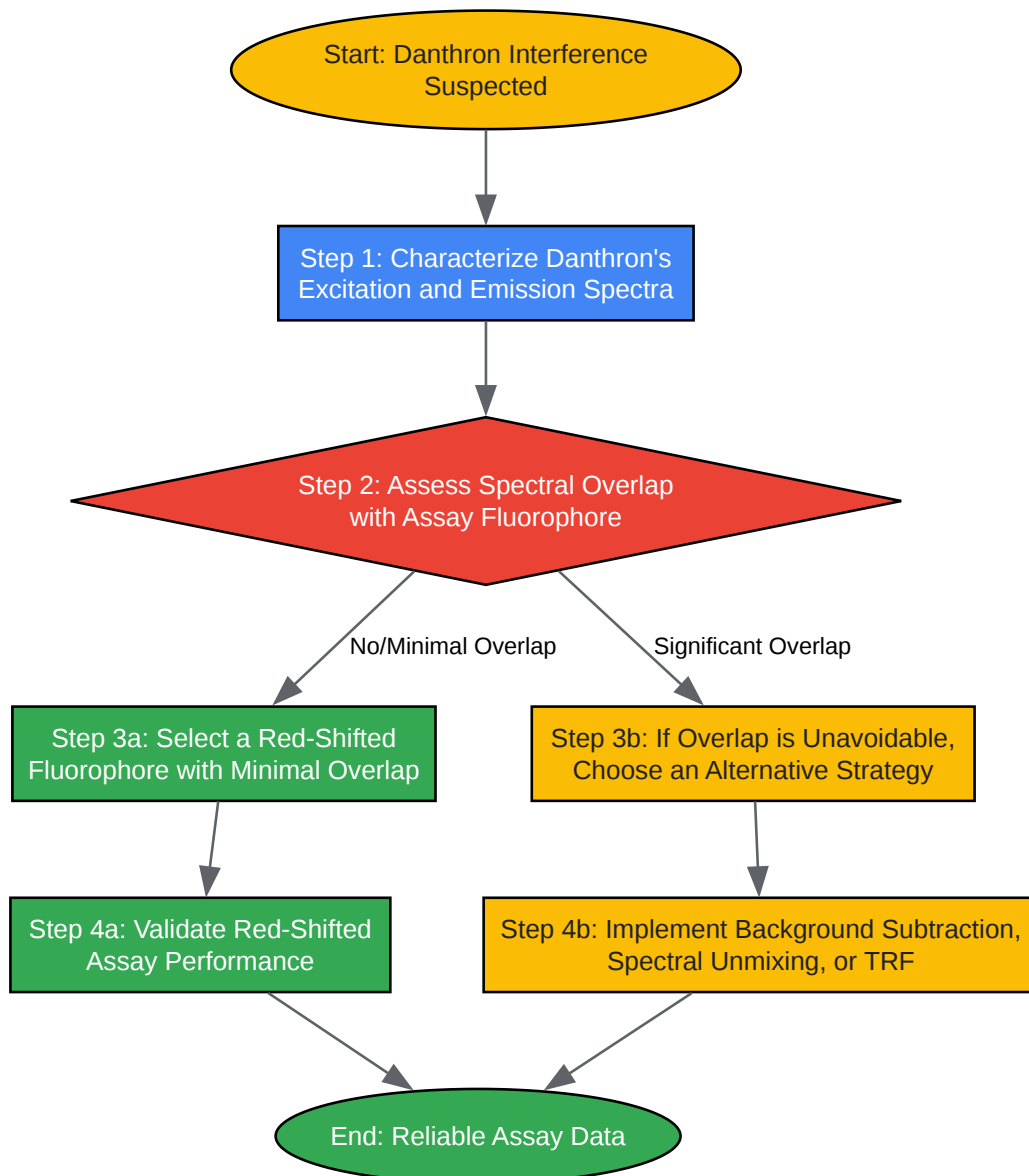 Start: Danthron Interference
Suspected
Step 1: Characterize Danthron's
Excitation and Emission Spectra
Step 2: Assess Spectral Overlap
with Assay Fluorophore
No/Minimal Overlap
Significant Overlap
Step 3a: Select a Red-Shifted
Fluorophore with Minimal Overlap
Step 3b: If Overlap is Unavoidable,
Choose an Alternative Strategy
Step 4a: Validate Red-Shifted
Assay Performance
Step 4b: Implement Background Subtraction,
Spectral Unmixing, or TRF
End: Reliable Assay Data